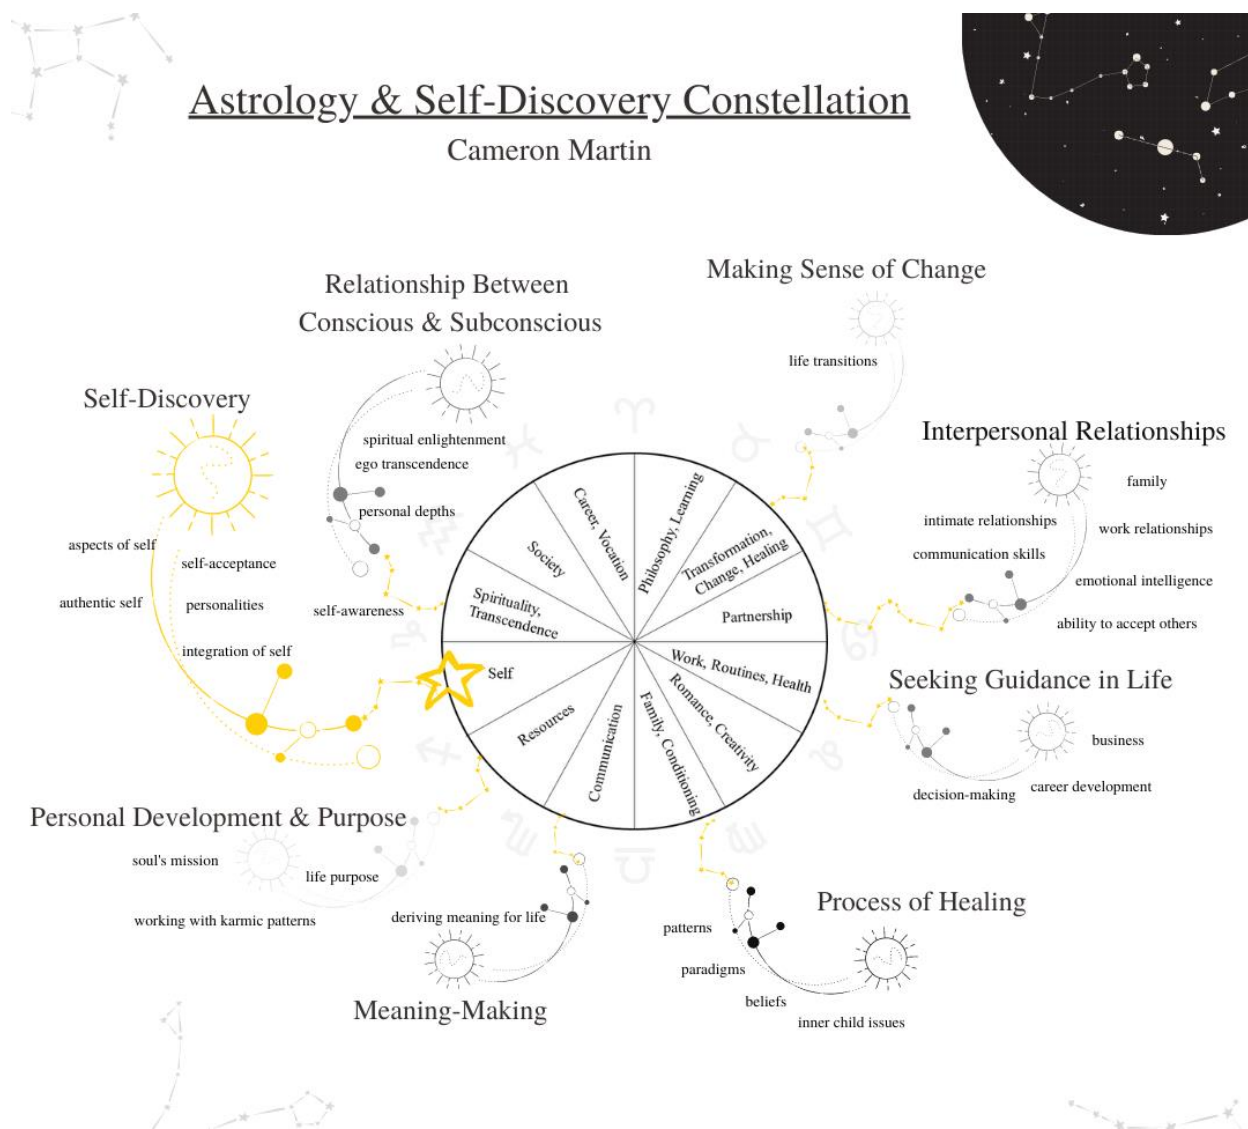 Astrology & Self-Discovery Constellation
Cameron Martin
Relationship Between
Conscious & Subconscious
spiritual enlightenment
ego transcendence
personal depths
self-awareness
Making Sense of Change
life transitions
Self-Discovery
aspects of self
self-acceptance
authentic self
personalities
integration of self
Interpersonal Relationships
family
intimate relationships
work relationships
communication skills
emotional intelligence
ability to accept others
Career, Vocation
Philosophy, Learning
Society
Transformation,
Change, Healing
Spirituality,
Transcendence
Partnership
Self
Work, Routines, Health
Resources
Communication
Family, Conditioning
Romance, Creativity
Seeking Guidance in Life
business
decision-making
career development
Personal Development & Purpose
soul's mission
life purpose
working with karmic patterns
deriving meaning for life
Meaning-Making
Process of Healing
patterns
paradigms
beliefs
inner child issues